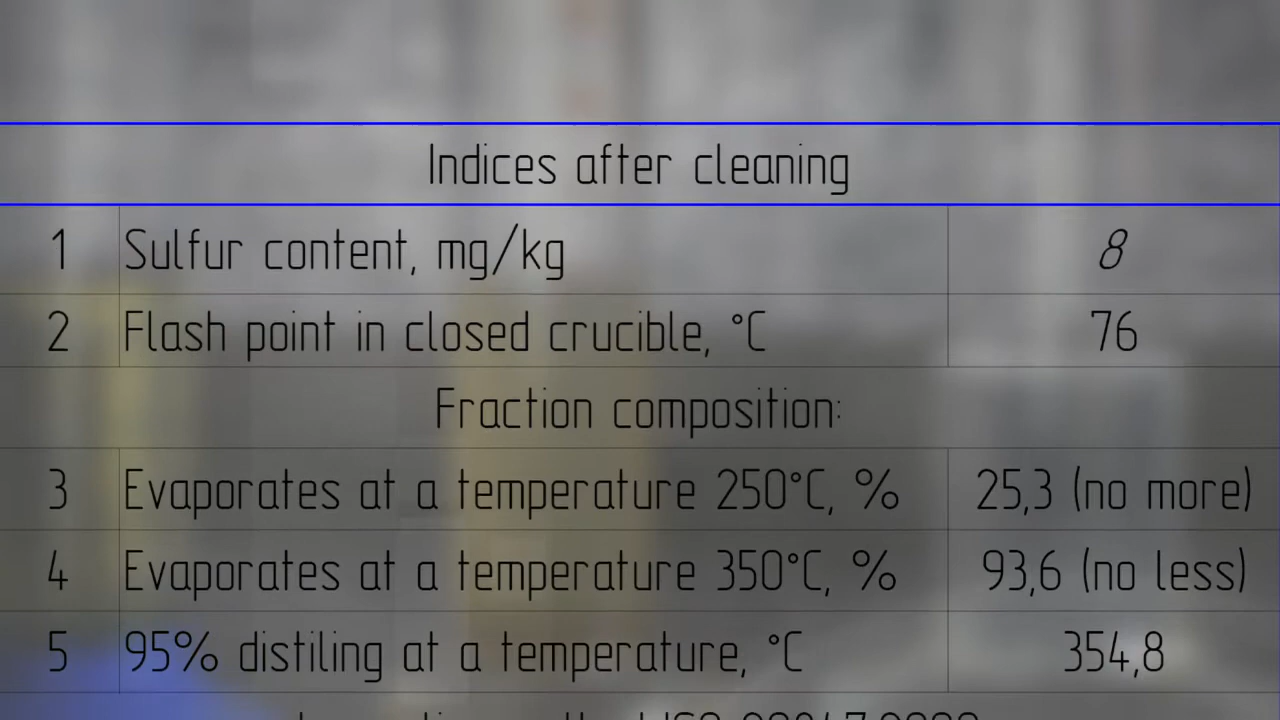 Indices after cleaning
1 Sulfur content, mg/kg 8
2 Flash point in closed crucible, °C 76
Fraction composition:
3 Evaporates at a temperature 250°C, % 25,3 (no more)
4 Evaporates at a temperature 350°C, % 93,6 (no less)
5 95% distiling at a temperature, °C 354,8